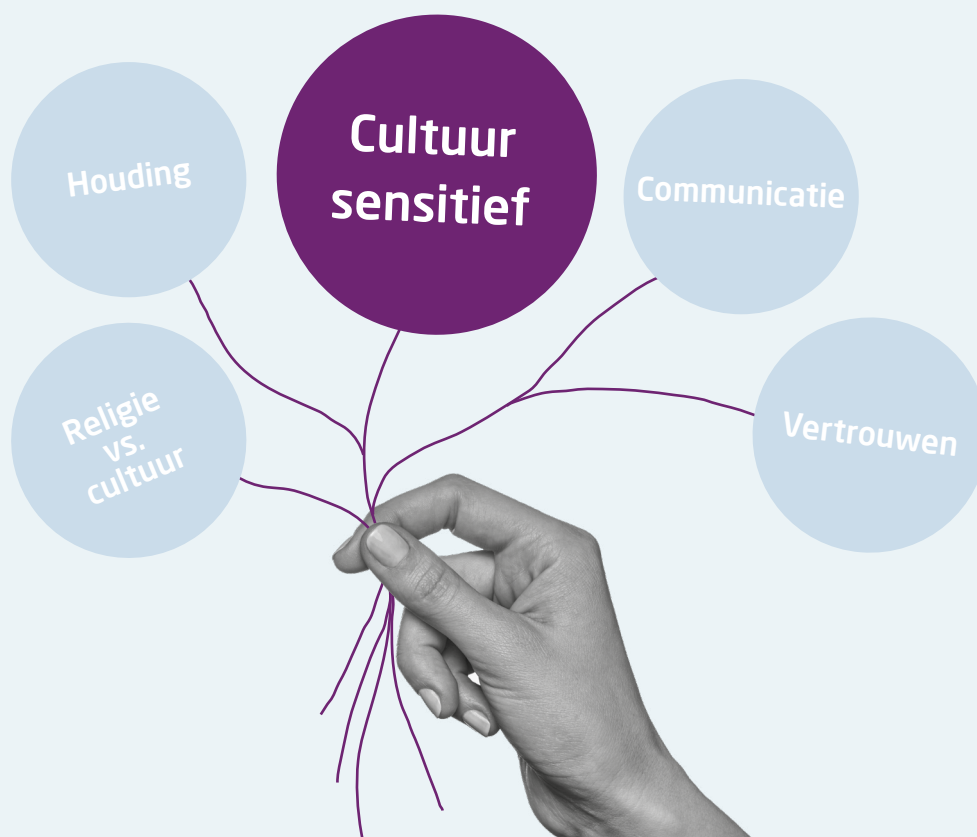 Houding
Cultuur
sensitief
Communicatie
Religie
vs.
cultuur
Vertrouwen